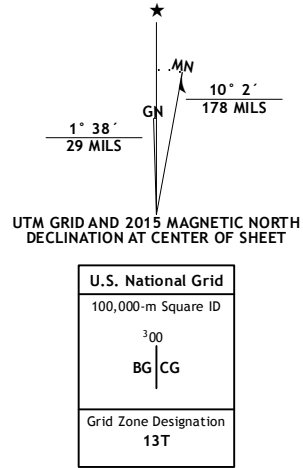 ★
MN
GN
10° 2´
178 MILS
1° 38´
29 MILS
UTM GRID AND 2015 MAGNETIC NORTH
DECLINATION AT CENTER OF SHEET
U.S. National Grid
100,000-m Square ID
³00
BG CG
Grid Zone Designation
13T